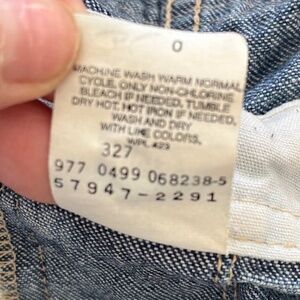 0
MACHINE WASH WARM NORMAL
CYCLE, ONLY NON-CHLORINE
BLEACH IF NEEDED, TUMBLE
DRY HOT, HOT IRON IF NEEDED,
WASH AND DRY
WITH LIKE COLORS,
WPL 423
327
977 0499 068238-5
57947-2291